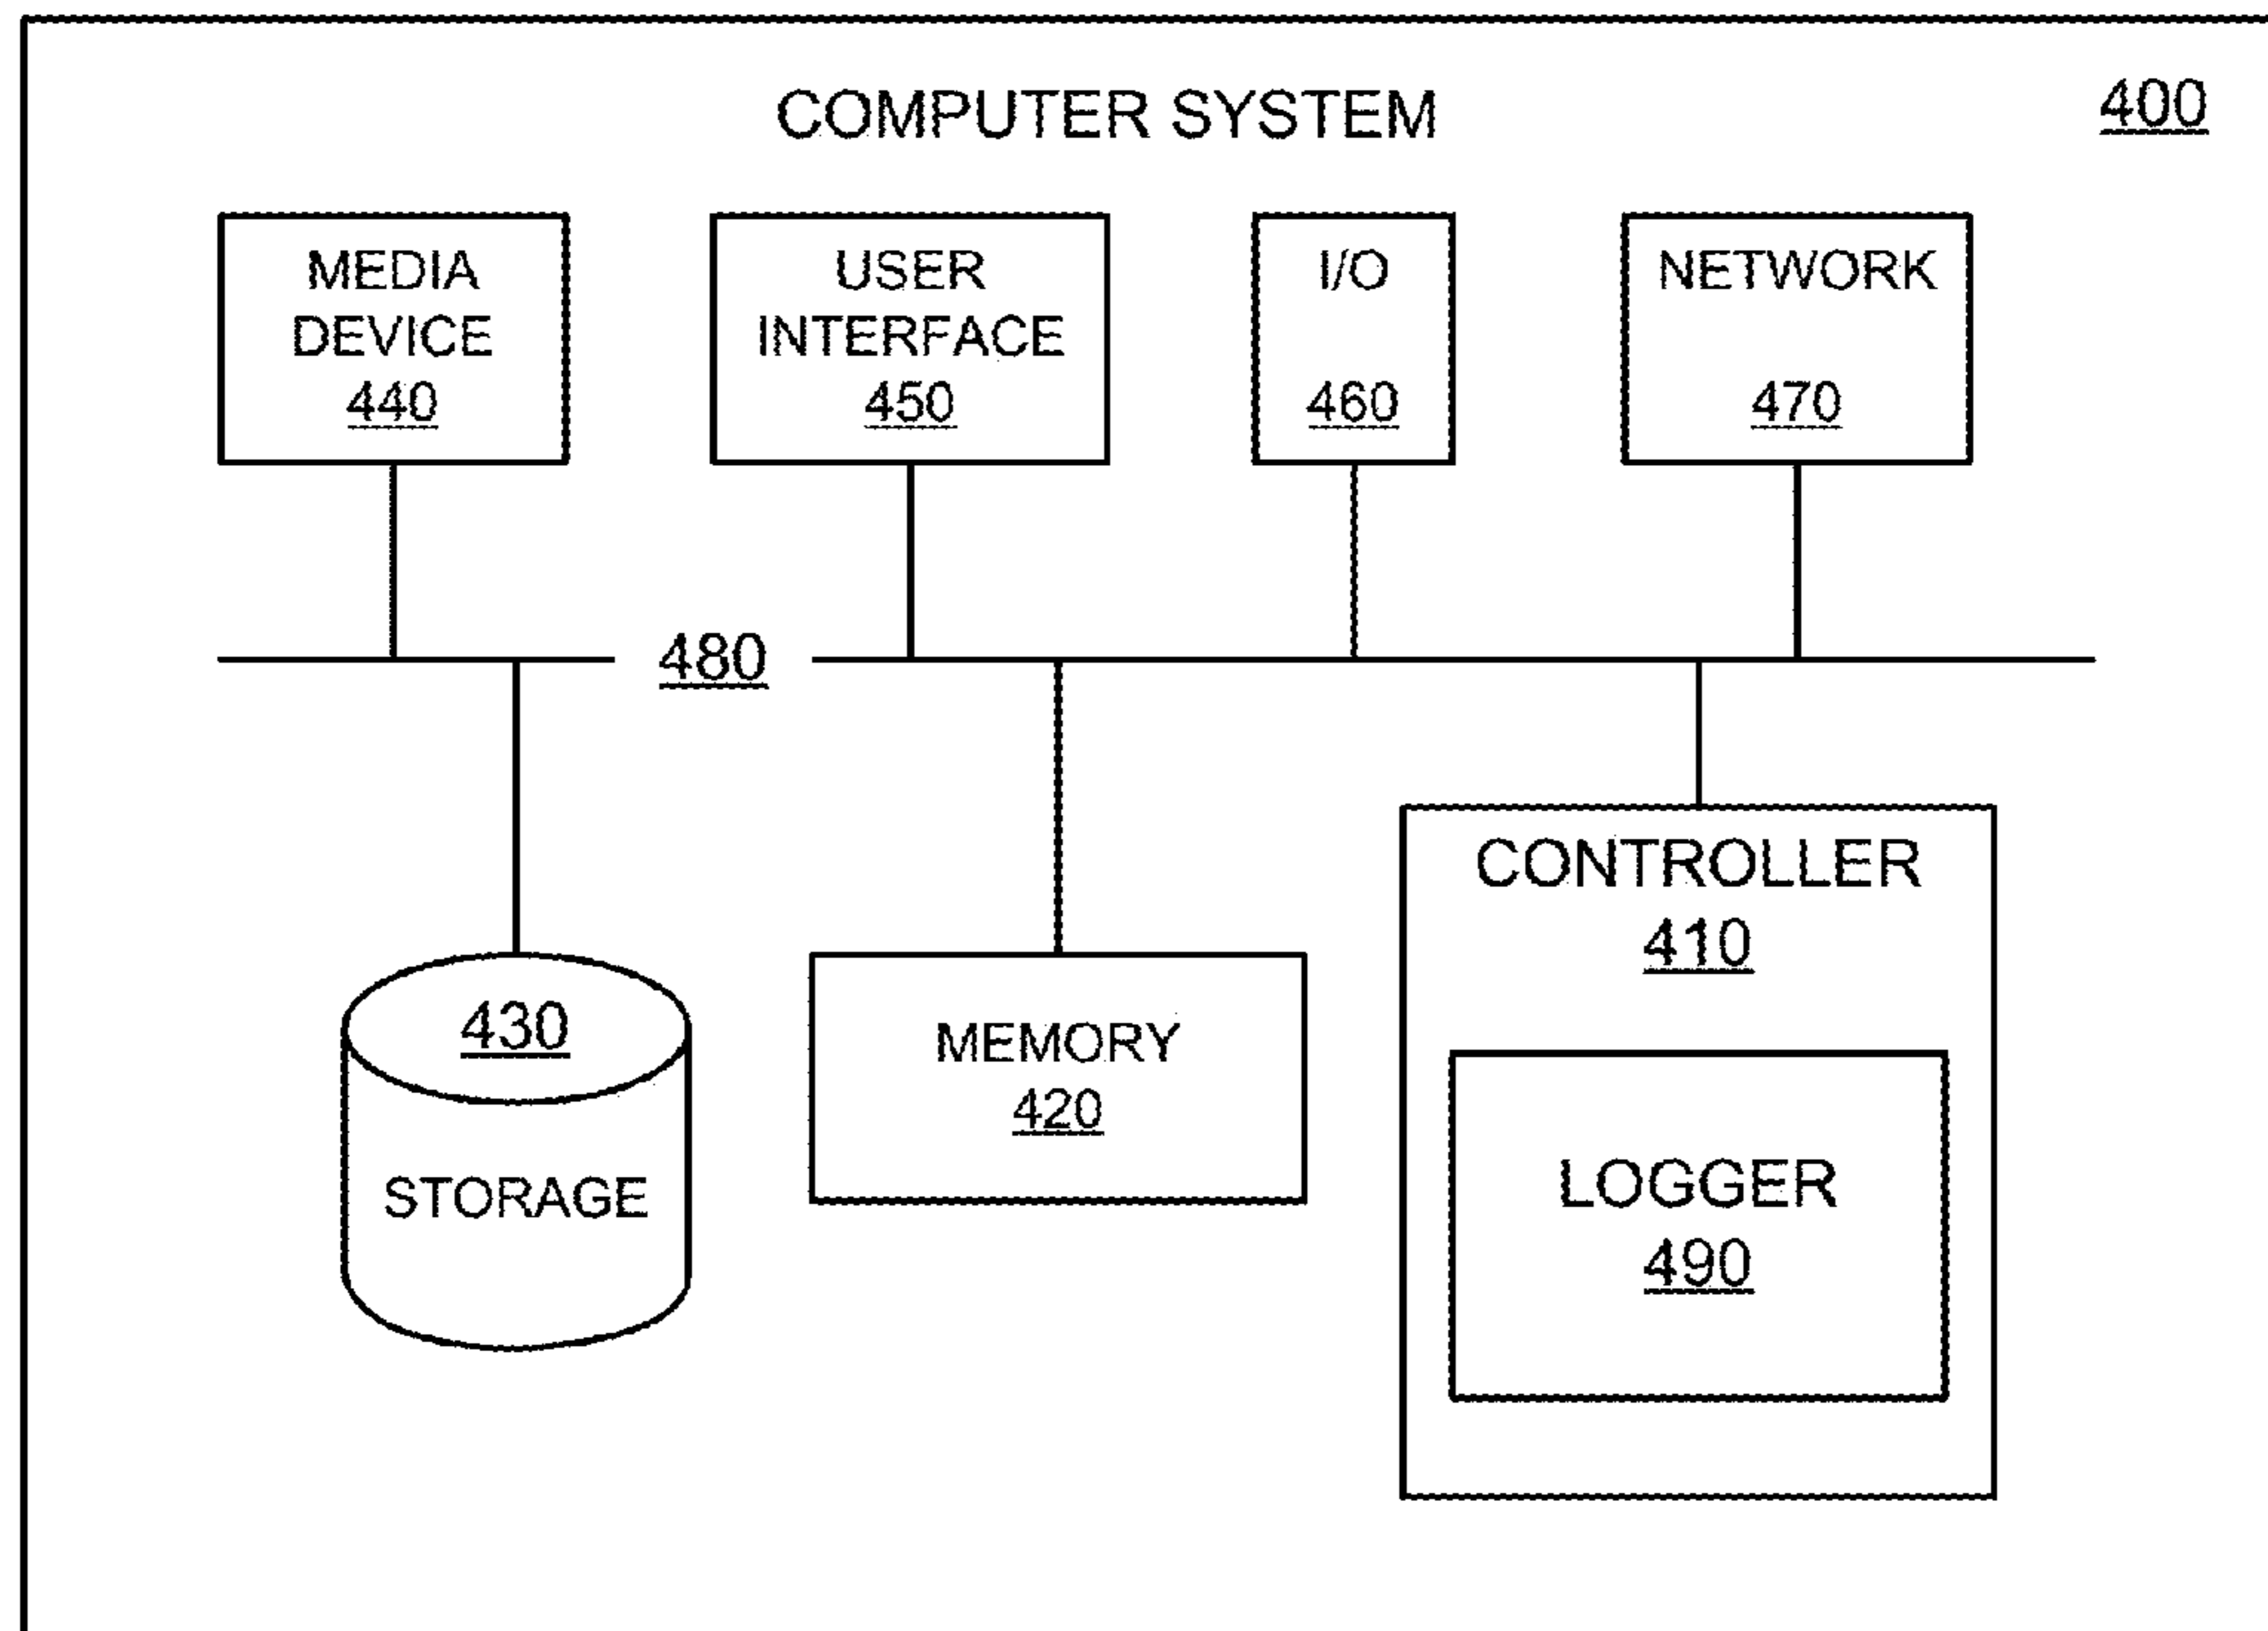 COMPUTER SYSTEM
400
MEDIA
DEVICE
440
USER
INTERFACE
450
I/O
460
NETWORK
470
480
430
STORAGE
MEMORY
420
CONTROLLER
410
LOGGER
490